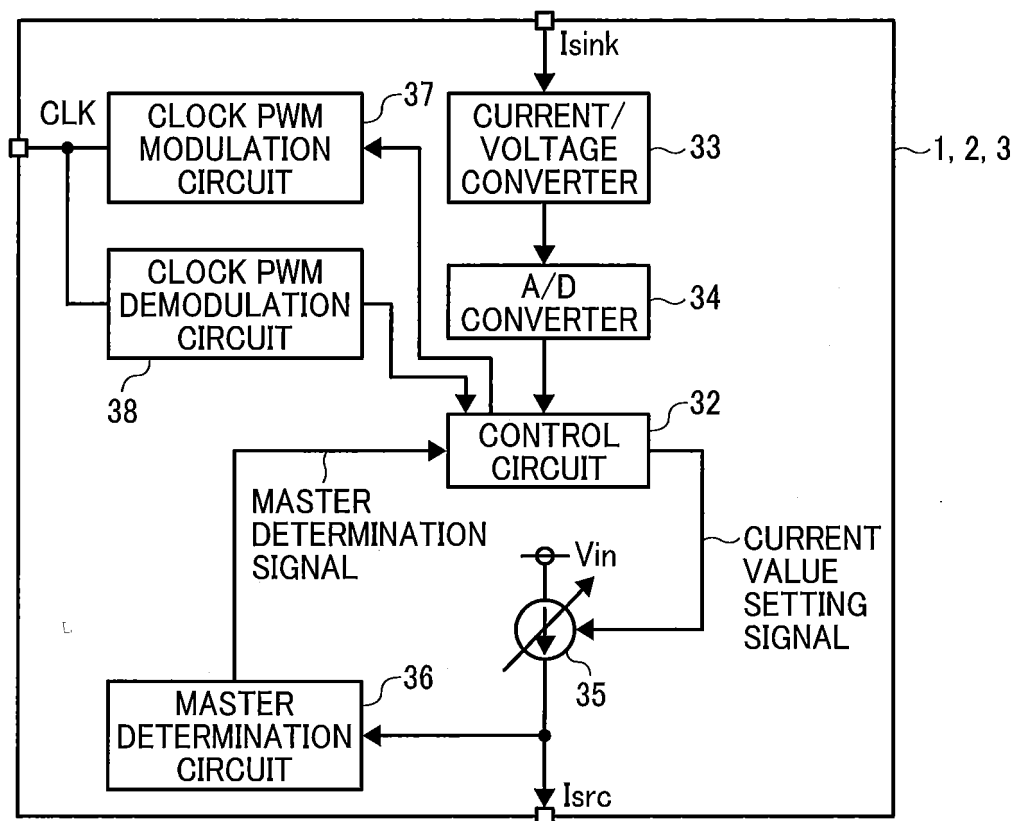 Isink
CLK
37
CLOCK PWM
MODULATION
CIRCUIT
CURRENT/
VOLTAGE
CONVERTER
33
1, 2, 3
CLOCK PWM
DEMODULATION
CIRCUIT
38
A/D
CONVERTER
34
32
CONTROL
CIRCUIT
MASTER
DETERMINATION
SIGNAL
CURRENT
VALUE
SETTING
SIGNAL
Vin
35
36
MASTER
DETERMINATION
CIRCUIT
Isrc